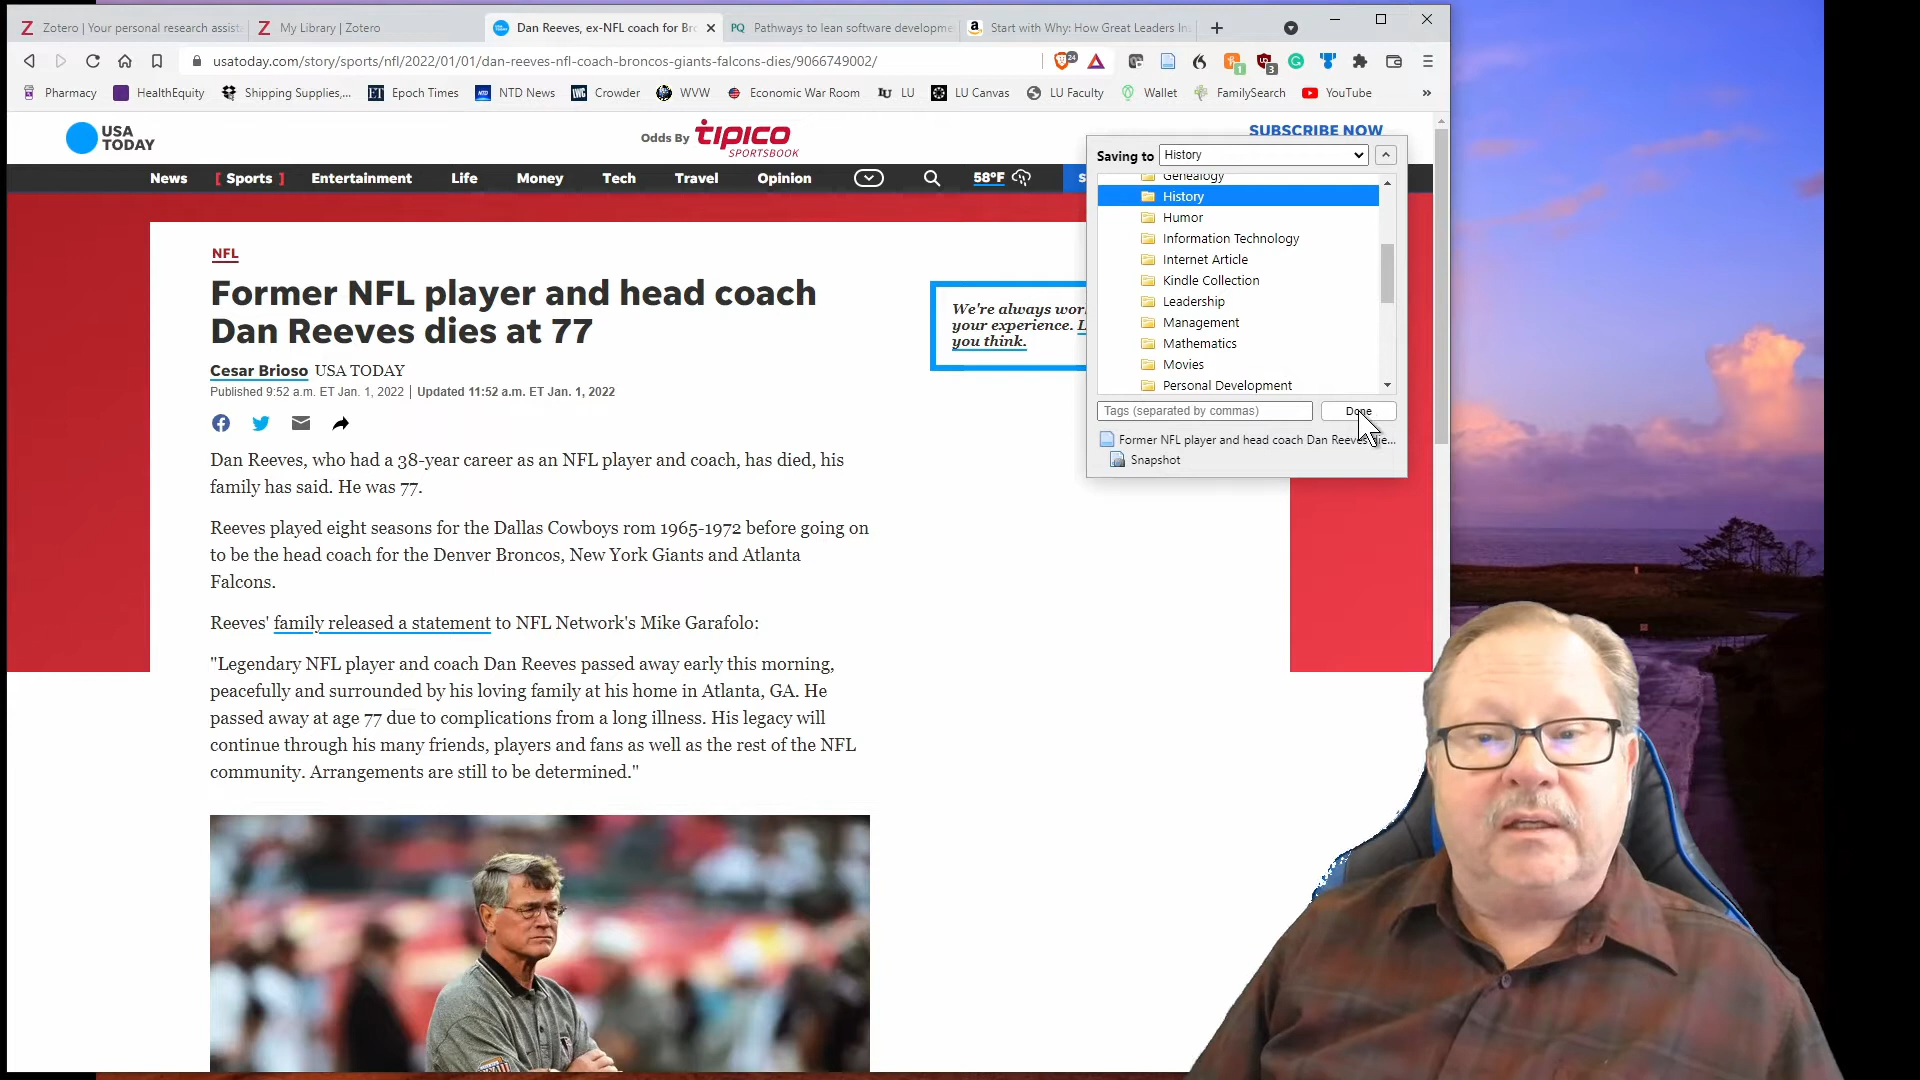 Zotero | Your personal research assist
My Library | Zotero
Dan Reeves, ex-NFL coach for Br
PQ Pathways to lean software developme
Start with Why: How Great Leaders In
usatoday.com/story/sports/nfl/2022/01/01/dan-reeves-nfl-coach-broncos-giants-falcons-dies/9066749002/
24
1
3
Pharmacy
HealthEquity
Shipping Supplies,...
ET Epoch Times
NTD NTD News
LWC Crowder
WVW
Economic War Room
LU LU
LU Canvas
LU Faculty
Wallet
FamilySearch
YouTube
»
USA
TODAY
Odds By tipico
SPORTSBOOK
SUBSCRIBE NOW
News
[ Sports ]
Entertainment
Life
Money
Tech
Travel
Opinion
58°F
S
Saving to History
Genealogy
History
Humor
Information Technology
Internet Article
Kindle Collection
Leadership
Management
Mathematics
Movies
Personal Development
Tags (separated by commas)
Done
Former NFL player and head coach Dan Reeves die...
Snapshot
NFL
Former NFL player and head coach
Dan Reeves dies at 77
Cesar Brioso USA TODAY
Published 9:52 a.m. ET Jan. 1, 2022 | Updated 11:52 a.m. ET Jan. 1, 2022
We're always wor
your experience. L
you think.
Dan Reeves, who had a 38-year career as an NFL player and coach, has died, his
family has said. He was 77.
Reeves played eight seasons for the Dallas Cowboys rom 1965-1972 before going on
to be the head coach for the Denver Broncos, New York Giants and Atlanta
Falcons.
Reeves' family released a statement to NFL Network's Mike Garafolo:
"Legendary NFL player and coach Dan Reeves passed away early this morning,
peacefully and surrounded by his loving family at his home in Atlanta, GA. He
passed away at age 77 due to complications from a long illness. His legacy will
continue through his many friends, players and fans as well as the rest of the NFL
community. Arrangements are still to be determined."